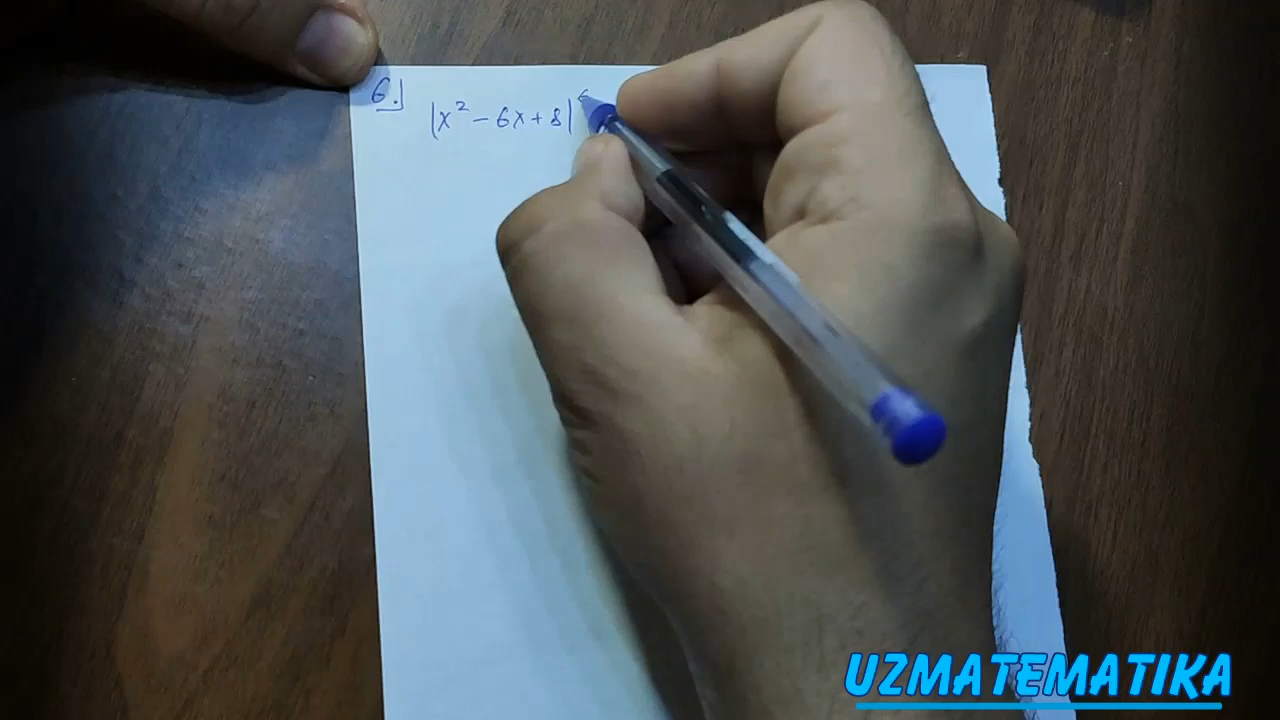 6.)
|x² - 6x + 8|
UZMATEMATIKA